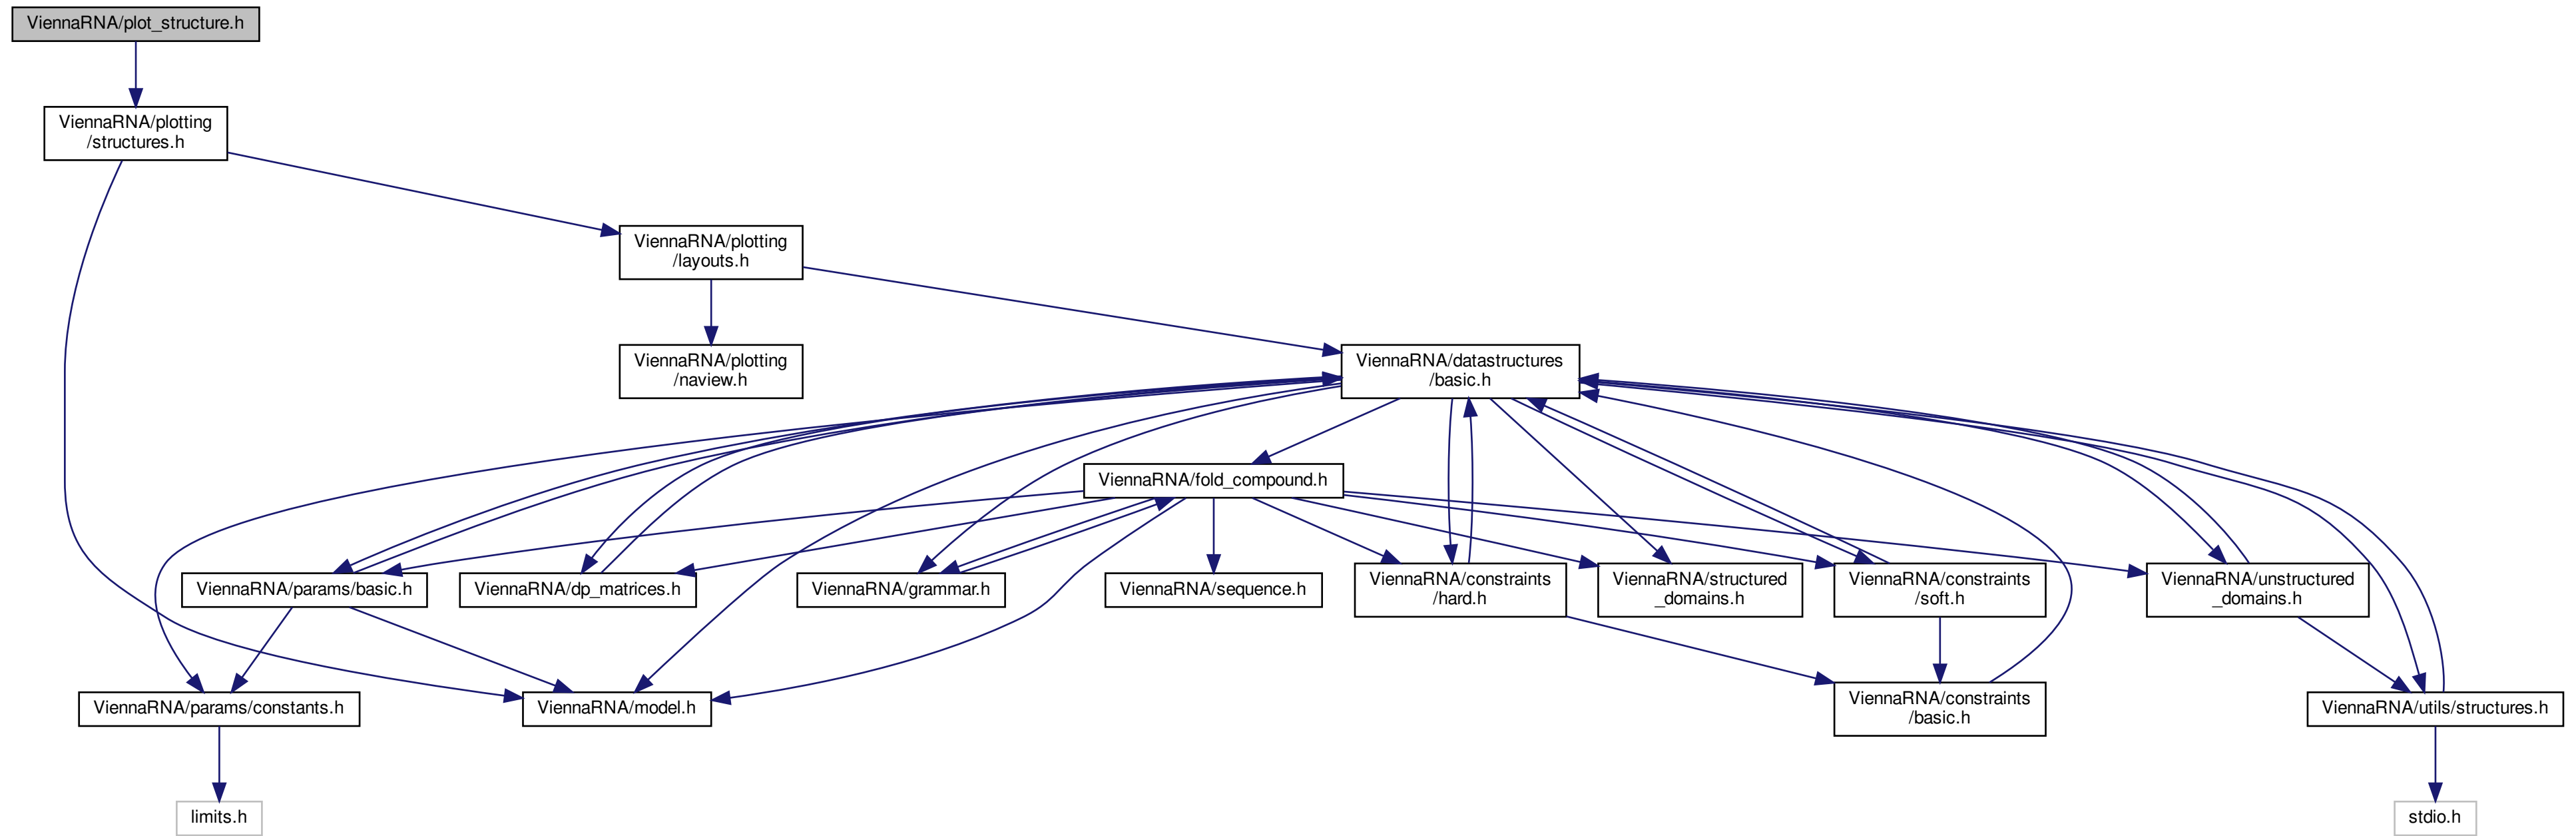 ViennaRNA/plot_structure.h
ViennaRNA/plotting
/structures.h
ViennaRNA/plotting
/layouts.h
ViennaRNA/plotting
/naview.h
ViennaRNA/datastructures
/basic.h
ViennaRNA/fold_compound.h
ViennaRNA/params/basic.h
ViennaRNA/dp_matrices.h
ViennaRNA/grammar.h
ViennaRNA/sequence.h
ViennaRNA/constraints
/hard.h
ViennaRNA/structured
_domains.h
ViennaRNA/constraints
/soft.h
ViennaRNA/unstructured
_domains.h
ViennaRNA/params/constants.h
ViennaRNA/model.h
ViennaRNA/constraints
/basic.h
ViennaRNA/utils/structures.h
limits.h
stdio.h